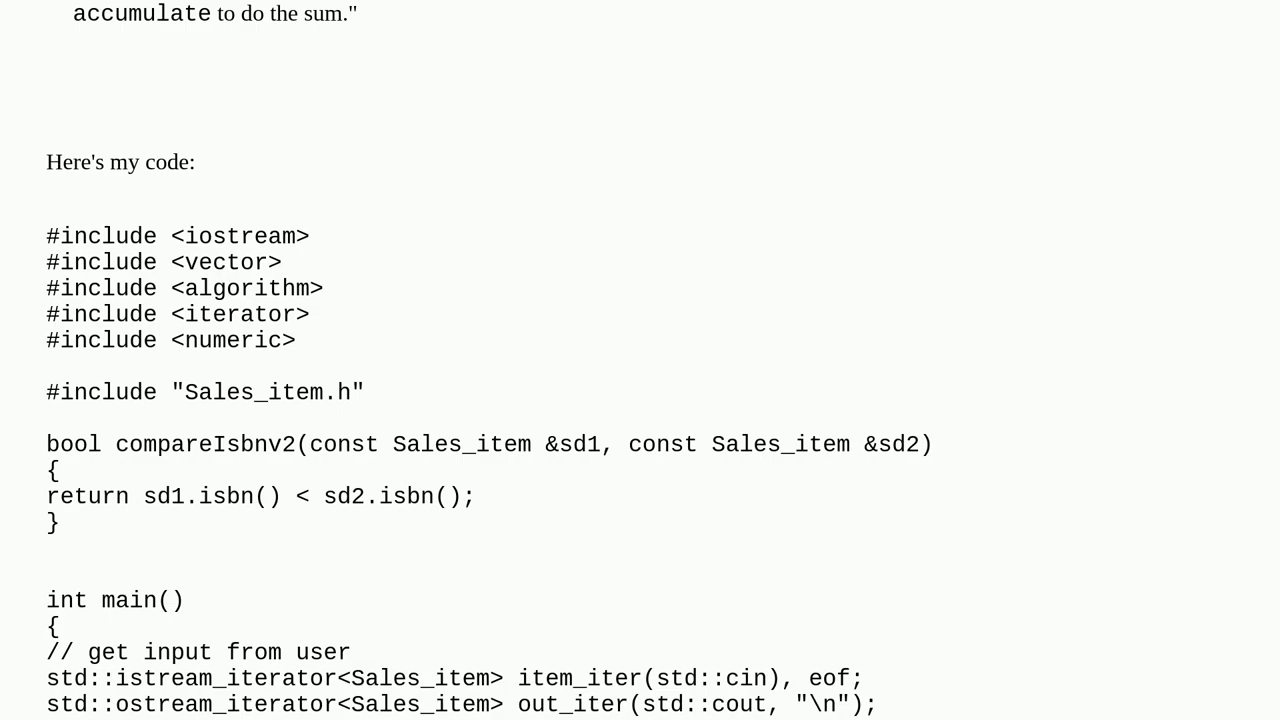 accumulate to do the sum."
Here's my code:
#include <iostream>
#include <vector>
#include <algorithm>
#include <iterator>
#include <numeric>
#include "Sales_item.h"
bool compareIsbnv2(const Sales_item &sd1, const Sales_item &sd2)
{
return sd1.isbn() < sd2.isbn();
}
int main()
{
// get input from user
std::istream_iterator<Sales_item> item_iter(std::cin), eof;
std::ostream_iterator<Sales_item> out_iter(std::cout, "\n");